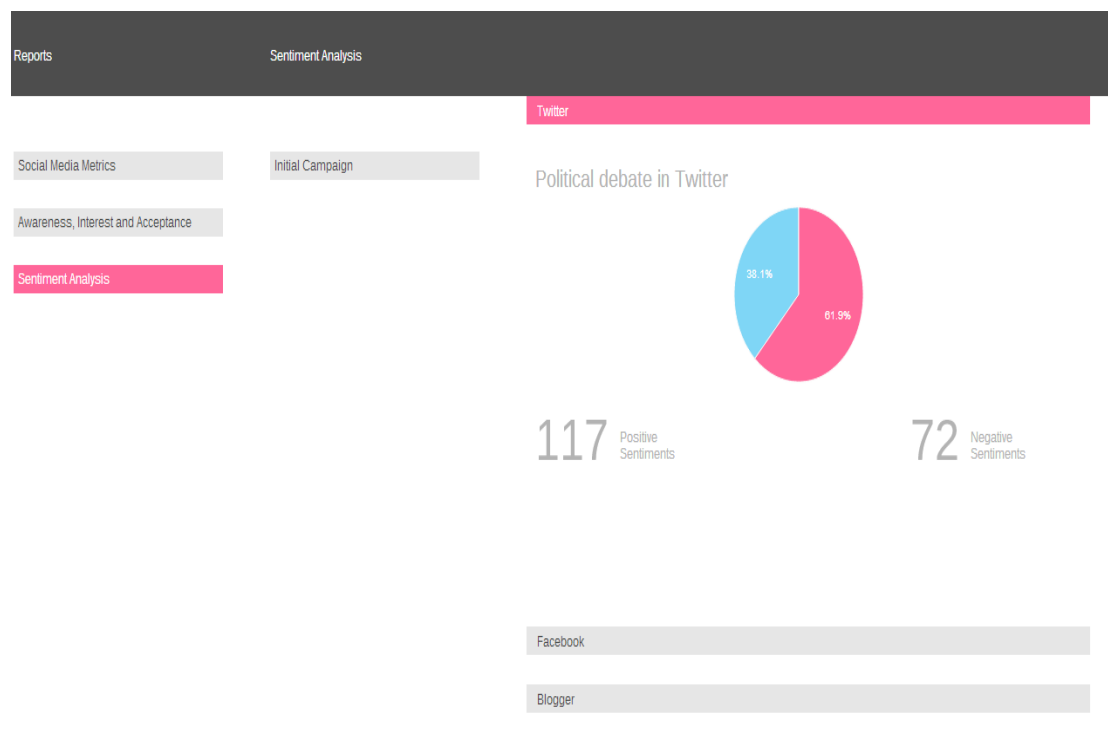 Reports
Sentiment Analysis
Twitter
Social Media Metrics
Initial Campaign
Political debate in Twitter
Awareness, Interest and Acceptance
Sentiment Analysis
38.1%
61.9%
117
Positive
Sentiments
72
Negative
Sentiments
Facebook
Blogger